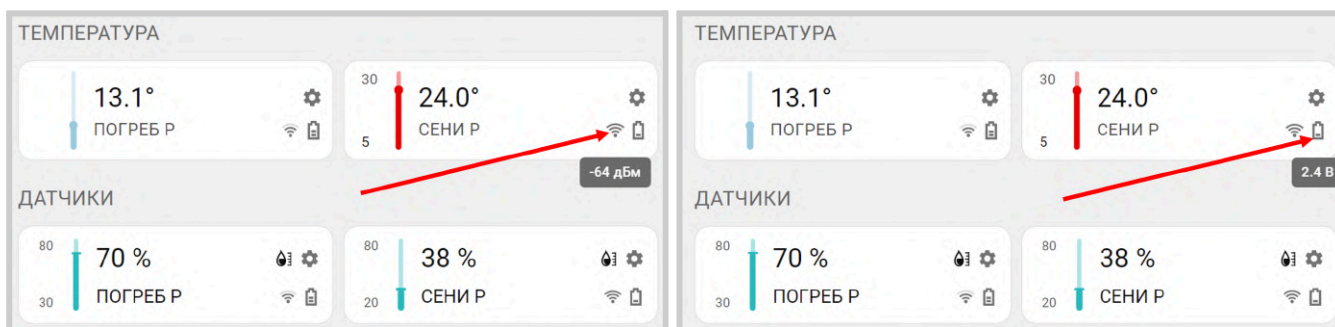 ТЕМПЕРАТУРА
13.1°
ПОГРЕБ Р
30
24.0°
СЕНИ Р
5
-64 дБм
ДАТЧИКИ
80
70 %
ПОГРЕБ Р
30
80
38 %
СЕНИ Р
20
ТЕМПЕРАТУРА
13.1°
ПОГРЕБ Р
30
24.0°
СЕНИ Р
5
2.4 В
ДАТЧИКИ
80
70 %
ПОГРЕБ Р
30
80
38 %
СЕНИ Р
20